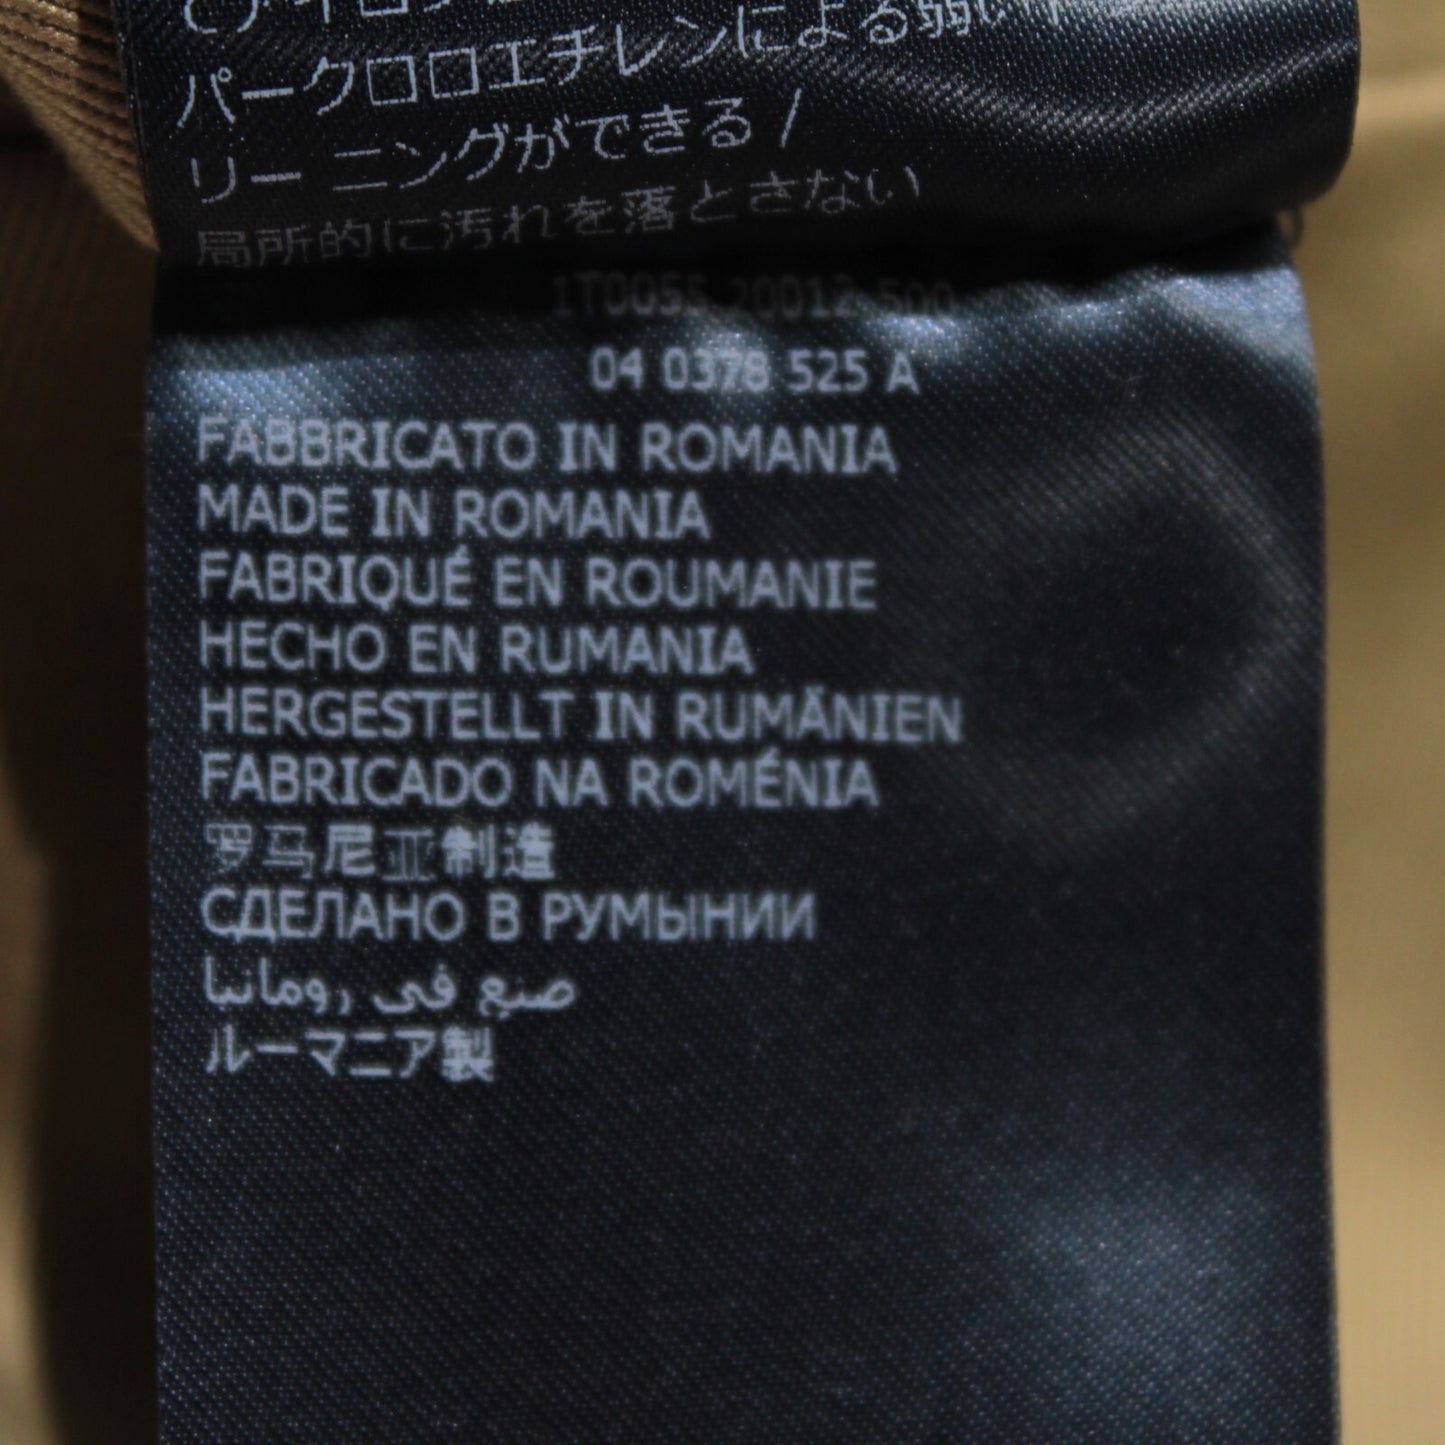 パークロロエチレンによる弱い
リーニングができる /
局所的に汚れを落とさない
1T0055 20012 500
04 0378 525 A
FABBRICATO IN ROMANIA
MADE IN ROMANIA
FABRIQUÉ EN ROUMANIE
HECHO EN RUMANIA
HERGESTELLT IN RUMÄNIEN
FABRICADO NA ROMÉNIA
罗马尼亚制造
СДЕЛАНО В РУМЫНИИ
صنع في رومانيا
ルーマニア製